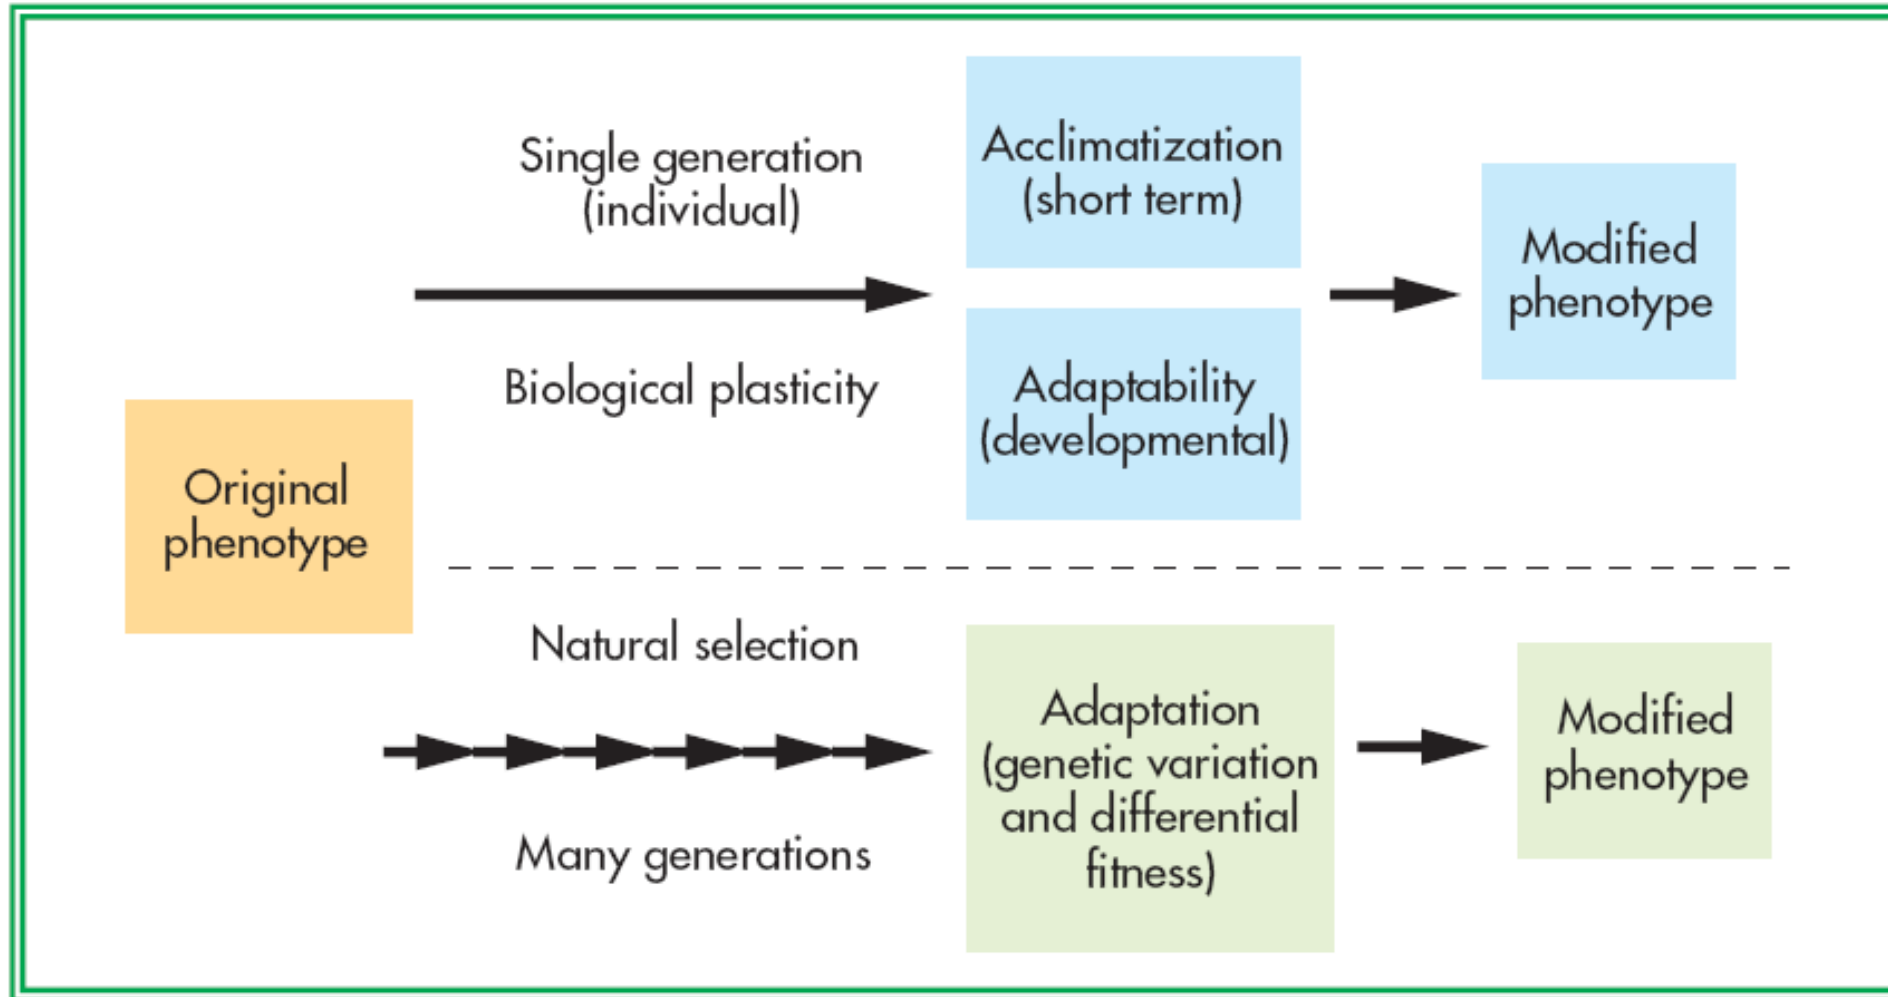 Original
phenotype
Single generation
(individual)
Biological plasticity
Acclimatization
(short term)
Adaptability
(developmental)
Modified
phenotype
Natural selection
Many generations
Adaptation
(genetic variation
and differential
fitness)
Modified
phenotype